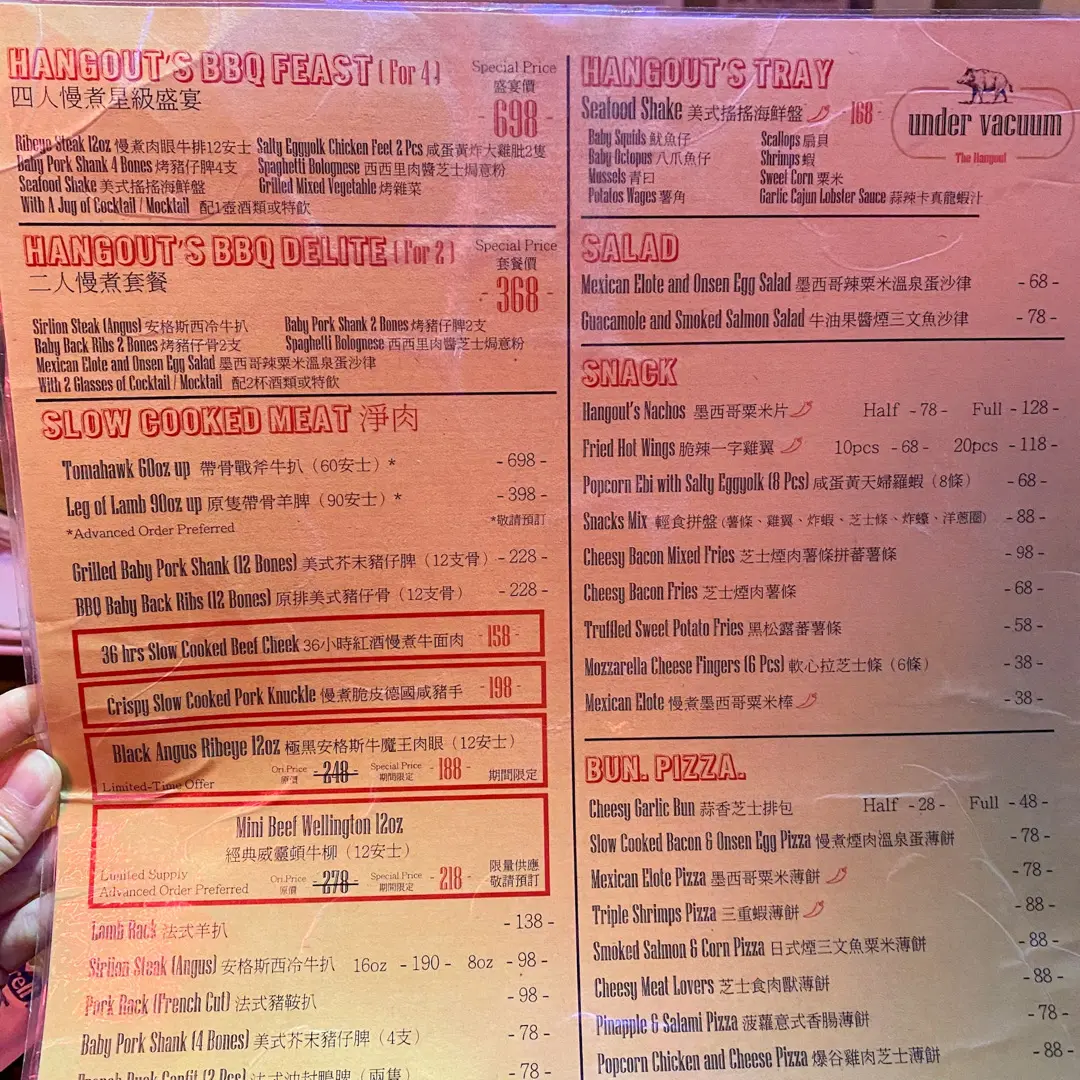 HANGOUT'S BBQ FEAST (For 4)
四人慢煮星級盛宴
Special Price
盛宴價
- 698 -
Ribeye Steak 12oz 慢煮肉眼牛排12安士
Salty Eggyolk Chicken Feet 2 Pcs 咸蛋黃炸大雞肶2隻
Baby Pork Shank 4 Bones 烤豬仔脾4支
Spaghetti Bolognese 西西里肉醬芝士焗意粉
Seafood Shake 美式搖搖海鮮盤
Grilled Mixed Vegetable 烤雜菜
With A Jug of Cocktail / Mocktail 配1壺酒類或特飲
HANGOUT'S BBQ DELITE (For 2)
二人慢煮套餐
Special Price
套餐價
- 368 -
Sirlion Steak (Angus) 安格斯西冷牛扒
Baby Pork Shank 2 Bones 烤豬仔脾2支
Baby Back Ribs 2 Bones 烤豬仔骨2支
Spaghetti Bolognese 西西里肉醬芝士焗意粉
Mexican Elote and Onsen Egg Salad 墨西哥辣粟米溫泉蛋沙律
With 2 Glasses of Cocktail / Mocktail 配2杯酒類或特飲
SLOW COOKED MEAT 淨肉
Tomahawk 60oz up 帶骨戰斧牛扒（60安士）* - 698 -
Leg of Lamb 90oz up 原隻帶骨羊脾（90安士）* - 398 -
*Advanced Order Preferred *敬請預訂
Grilled Baby Pork Shank (12 Bones) 美式芥末豬仔脾（12支骨） - 228 -
BBQ Baby Back Ribs (12 Bones) 原排美式豬仔骨（12支骨） - 228 -
36 hrs Slow Cooked Beef Cheek 36小時紅酒慢煮牛面肉 - 158 -
Crispy Slow Cooked Pork Knuckle 慢煮脆皮德國咸豬手 - 198 -
Black Angus Ribeye 12oz 極黑安格斯牛魔王肉眼（12安士）
Limited-Time Offer
Ori Price
原價
- 248 -
Special Price
期間限定
- 188 - 期間限定
Mini Beef Wellington 12oz
經典威靈頓牛柳（12安士）
Limited Supply
Advanced Order Preferred
Ori Price
原價
- 278 -
Special Price
期間限定
- 218 -
限量供應
敬請預訂
Lamb Rack 法式羊扒 - 138 -
Sirlion Steak (Angus) 安格斯西冷牛扒 16oz - 190 - 8oz - 98 -
Pork Rack (French Cut) 法式豬鞍扒 - 98 -
Baby Pork Shank (4 Bones) 美式芥末豬仔脾（4支） - 78 -
French Duck Confit (2 Pcs) 法式油封鴨脾（兩隻） - 78 -
HANGOUT'S TRAY
Seafood Shake 美式搖搖海鮮盤 - 168 -
Baby Squids 魷魚仔
Scallops 扇貝
Baby Octopus 八爪魚仔
Shrimps 蝦
Mussels 青口
Sweet Corn 粟米
Potatos Wages 薯角
Garlic Cajun Lobster Sauce 蒜辣卡真龍蝦汁
under vacuum
The Hangout
SALAD
Mexican Elote and Onsen Egg Salad 墨西哥辣粟米溫泉蛋沙律 - 68 -
Guacamole and Smoked Salmon Salad 牛油果醬煙三文魚沙律 - 78 -
SNACK
Hangout's Nachos 墨西哥粟米片 Half - 78 - Full - 128 -
Fried Hot Wings 脆辣一字雞翼 10pcs - 68 - 20pcs - 118 -
Popcorn Ebi with Salty Eggyolk (8 Pcs) 咸蛋黃天婦羅蝦（8條） - 68 -
Snacks Mix 輕食拼盤（薯條、雞翼、炸蝦、芝士條、炸蠔、洋蔥圈） - 88 -
Cheesy Bacon Mixed Fries 芝士煙肉薯條拼蕃薯條 - 98 -
Cheesy Bacon Fries 芝士煙肉薯條 - 68 -
Truffled Sweet Potato Fries 黑松露蕃薯條 - 58 -
Mozzarella Cheese Fingers (6 Pcs) 軟心拉芝士條（6條） - 38 -
Mexican Elote 慢煮墨西哥粟米棒 - 38 -
BUN. PIZZA.
Cheesy Garlic Bun 蒜香芝士排包 Half - 28 - Full - 48 -
Slow Cooked Bacon & Onsen Egg Pizza 慢煮煙肉溫泉蛋薄餅 - 78 -
Mexican Elote Pizza 墨西哥粟米薄餅 - 78 -
Triple Shrimps Pizza 三重蝦薄餅 - 88 -
Smoked Salmon & Corn Pizza 日式煙三文魚粟米薄餅 - 88 -
Cheesy Meat Lovers 芝士食肉獸薄餅 - 88 -
Pinapple & Salami Pizza 菠蘿意式香腸薄餅 - 78 -
Popcorn Chicken and Cheese Pizza 爆谷雞肉芝士薄餅 - 88 -